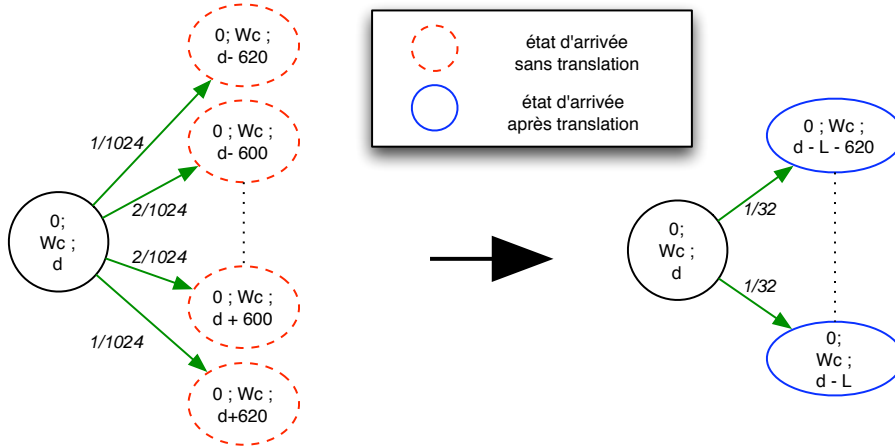 0; Wc ;
d- 620
état d'arrivée
sans translation
état d'arrivée
après translation
1/1024
0 ; Wc ;
d- 600
2/1024
0;
Wc ;
d
2/1024
0 ; Wc ;
d + 600
1/1024
0 ; Wc ;
d+620
0 ; Wc ;
d - L - 620
1/32
0;
Wc ;
d
1/32
0;
Wc ;
d - L